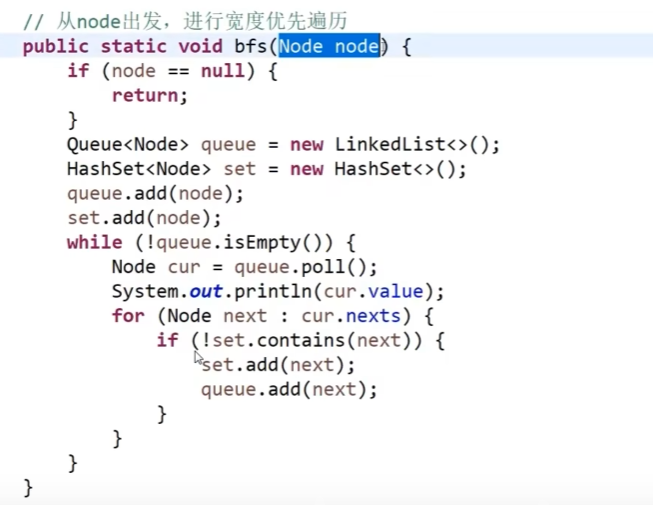 // 从node出发，进行宽度优先遍历
public static void bfs(Node node) {
if (node == null) {
return;
}
Queue<Node> queue = new LinkedList<>();
HashSet<Node> set = new HashSet<>();
queue.add(node);
set.add(node);
while (!queue.isEmpty()) {
Node cur = queue.poll();
System.out.println(cur.value);
for (Node next : cur.nexts) {
if (!set.contains(next)) {
set.add(next);
queue.add(next);
}
}
}
}